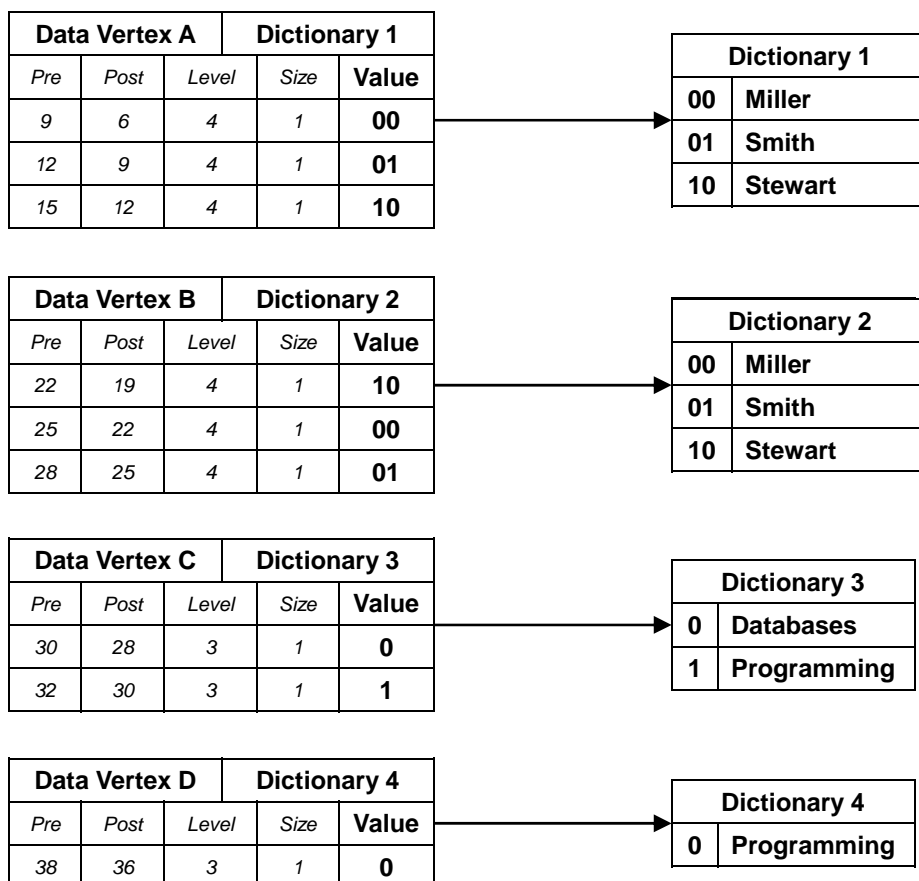 Data Vertex A Dictionary 1
Pre Post Level Size Value
9 6 4 1 00
12 9 4 1 01
15 12 4 1 10
Dictionary 1
00 Miller
01 Smith
10 Stewart
Data Vertex B Dictionary 2
Pre Post Level Size Value
22 19 4 1 10
25 22 4 1 00
28 25 4 1 01
Dictionary 2
00 Miller
01 Smith
10 Stewart
Data Vertex C Dictionary 3
Pre Post Level Size Value
30 28 3 1 0
32 30 3 1 1
Dictionary 3
0 Databases
1 Programming
Data Vertex D Dictionary 4
Pre Post Level Size Value
38 36 3 1 0
Dictionary 4
0 Programming